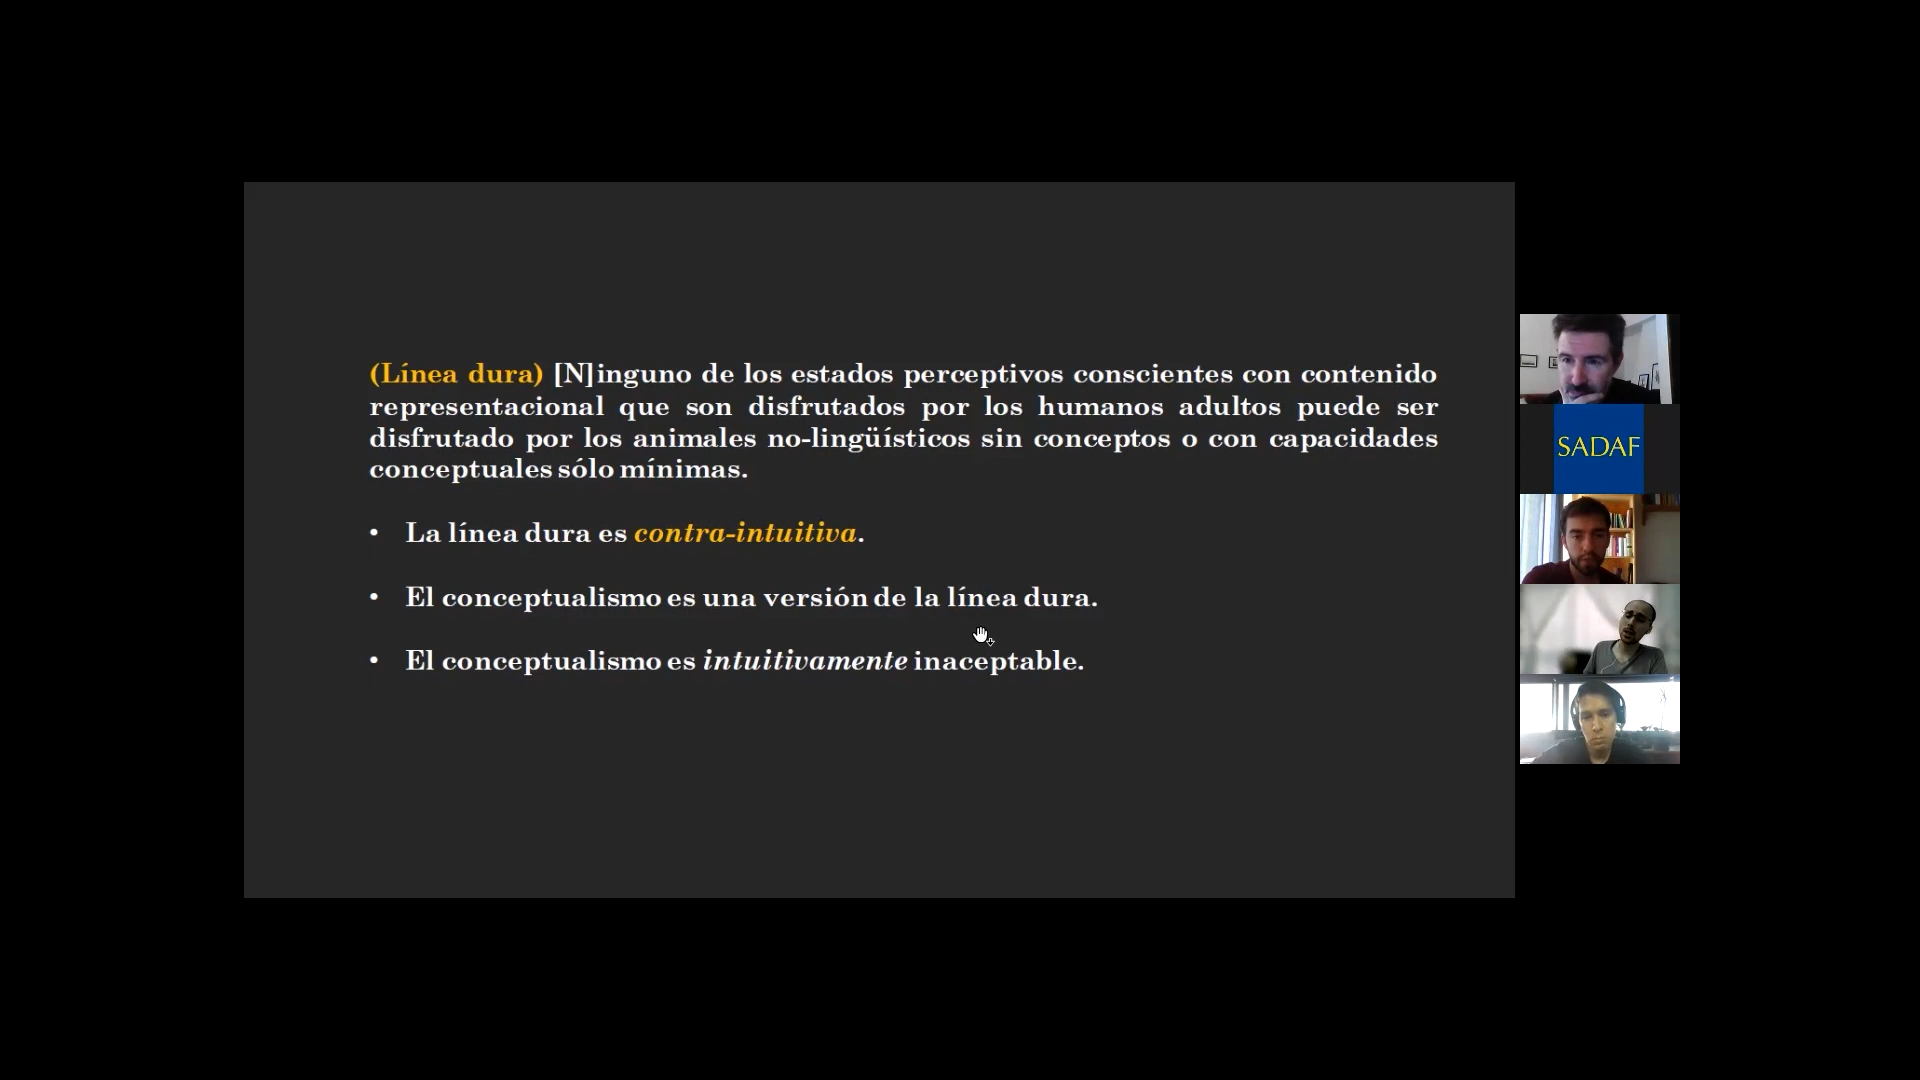 (Línea dura) [N]inguno de los estados perceptivos conscientes con contenido
representacional que son disfrutados por los humanos adultos puede ser
disfrutado por los animales no-lingüísticos sin conceptos o con capacidades
conceptuales sólo mínimas.
• La línea dura es contra-intuitiva.
• El conceptualismo es una versión de la línea dura.
• El conceptualismo es intuitivamente inaceptable.
SADAF